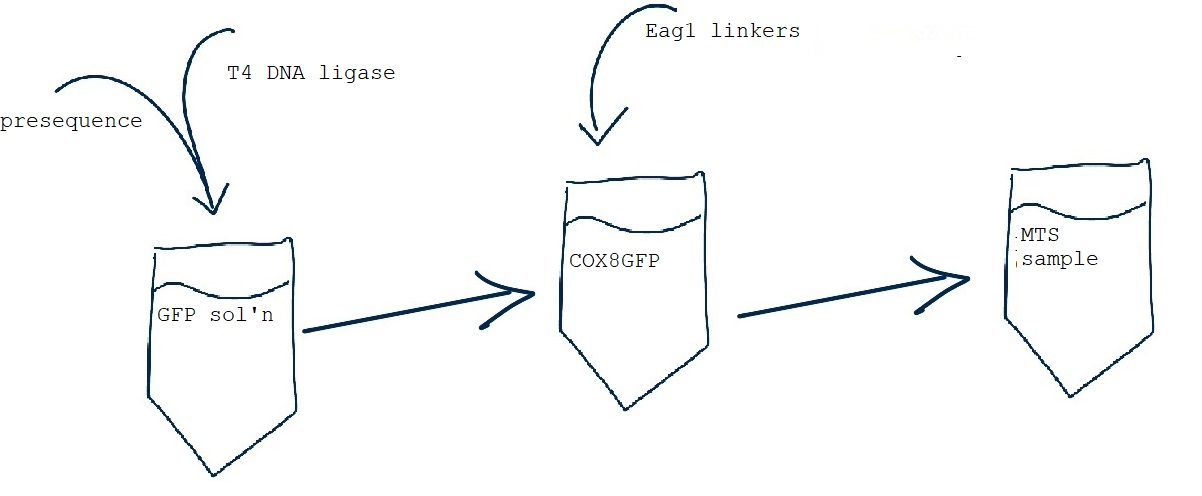 Eag1 linkers
T4 DNA ligase
presequence
GFP sol'n
COX8GFP
MTS
sample